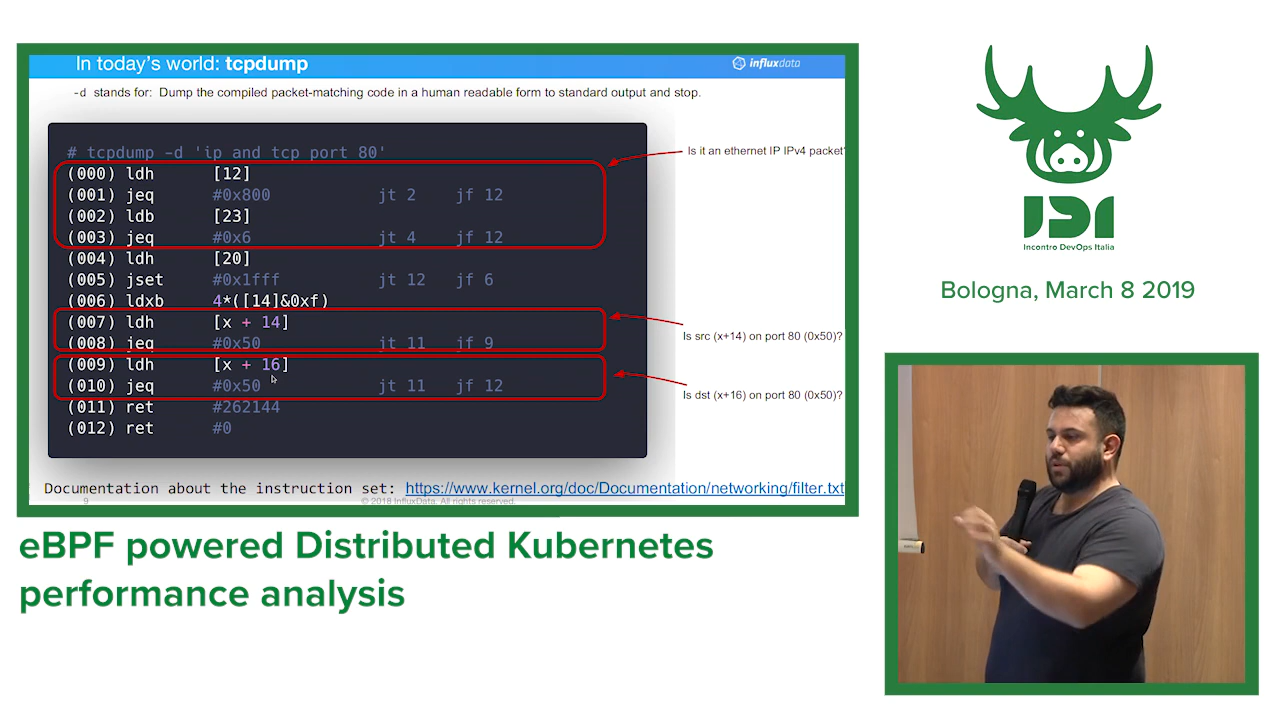 In today's world: tcpdump
influxdata
-d stands for: Dump the compiled packet-matching code in a human readable form to standard output and stop.
# tcpdump -d 'ip and tcp port 80'
(000) ldh [12]
(001) jeq #0x800 jt 2 jf 12
(002) ldb [23]
(003) jeq #0x6 jt 4 jf 12
(004) ldh [20]
(005) jset #0x1fff jt 12 jf 6
(006) ldxb 4*([14]&0xf)
(007) ldh [x + 14]
(008) jeq #0x50 jt 11 jf 9
(009) ldh [x + 16]
(010) jeq #0x50 jt 11 jf 12
(011) ret #262144
(012) ret #0
Is it an ethernet IP IPv4 packet?
Is src (x+14) on port 80 (0x50)?
Is dst (x+16) on port 80 (0x50)?
Documentation about the instruction set: https://www.kernel.org/doc/Documentation/networking/filter.txt
9
© 2018 InfluxData. All rights reserved.
IDI
Incontro DevOps Italia
Bologna, March 8 2019
eBPF powered Distributed Kubernetes
performance analysis